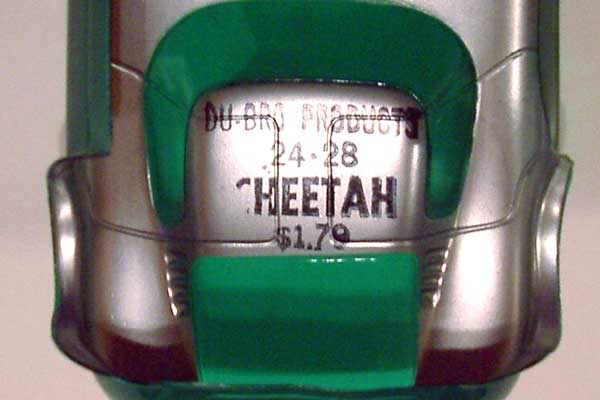 DU-BRO PRODUCTS
24-28
CHEETAH
$1.79